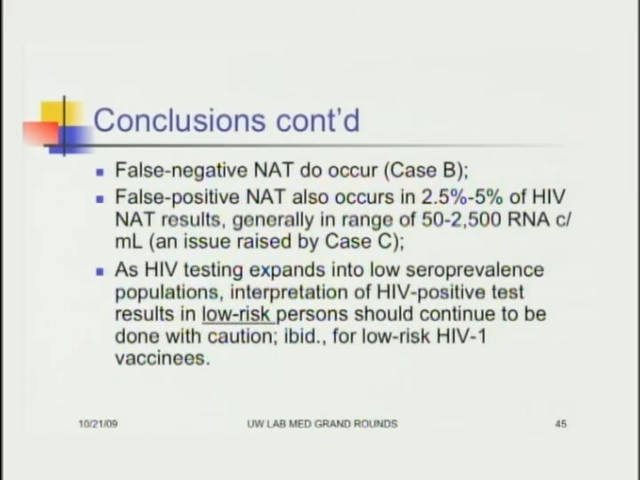 Conclusions cont'd
False-negative NAT do occur (Case B);
False-positive NAT also occurs in 2.5%-5% of HIV
NAT results, generally in range of 50-2,500 RNA c/
mL (an issue raised by Case C);
As HIV testing expands into low seroprevalence
populations, interpretation of HIV-positive test
results in low-risk persons should continue to be
done with caution; ibid., for low-risk HIV-1
vaccinees.
10/21/09
UW LAB MED GRAND ROUNDS
45